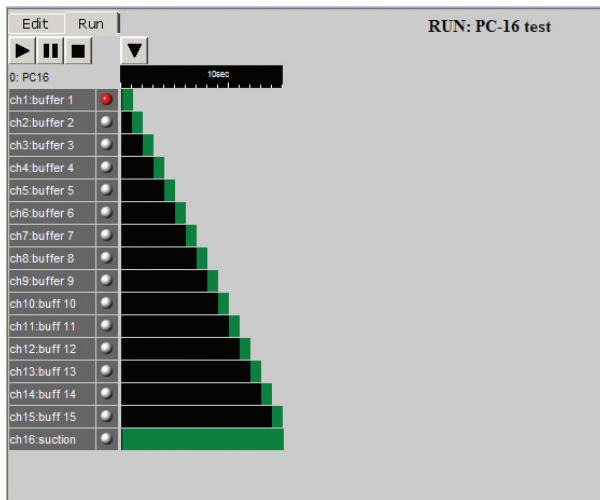 Edit Run
RUN: PC-16 test
0: PC16
10sec
ch1:buffer 1
ch2:buffer 2
ch3:buffer 3
ch4:buffer 4
ch5:buffer 5
ch6:buffer 6
ch7:buffer 7
ch8:buffer 8
ch9:buffer 9
ch10:buff 10
ch11:buff 11
ch12:buff 12
ch13:buff 13
ch14:buff 14
ch15:buff 15
ch16:suction